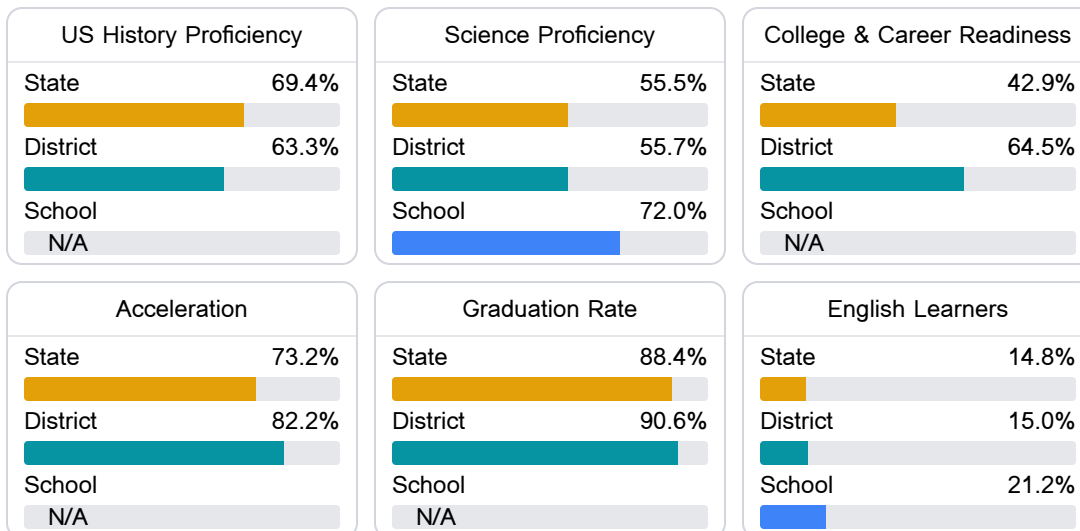 US History Proficiency
State 69.4%
District 63.3%
School
N/A
Science Proficiency
State 55.5%
District 55.7%
School 72.0%
College & Career Readiness
State 42.9%
District 64.5%
School
N/A
Acceleration
State 73.2%
District 82.2%
School
N/A
Graduation Rate
State 88.4%
District 90.6%
School
N/A
English Learners
State 14.8%
District 15.0%
School 21.2%